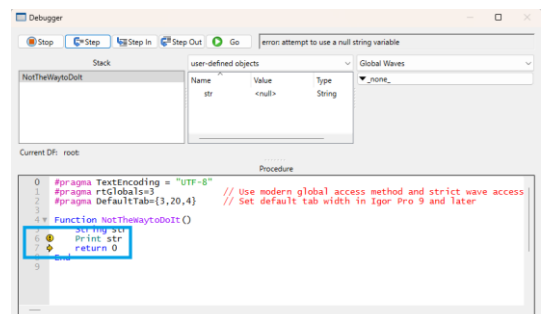 Debugger
Stop Step Step In Step Out Go error: attempt to use a null string variable
Stack user-defined objects Global Waves
NotTheWaytoDoIt Name Value Type _none_
str <null> String
Current DF: root:
Procedure
0 #pragma TextEncoding = "UTF-8"
1 #pragma rtGlobals=3 // Use modern global access method and strict wave access
2 #pragma DefaultTab={3,20,4} // Set default tab width in Igor Pro 9 and later
3
4 Function NotTheWaytoDoIt()
5 String str
6 Print str
7 return 0
End
9